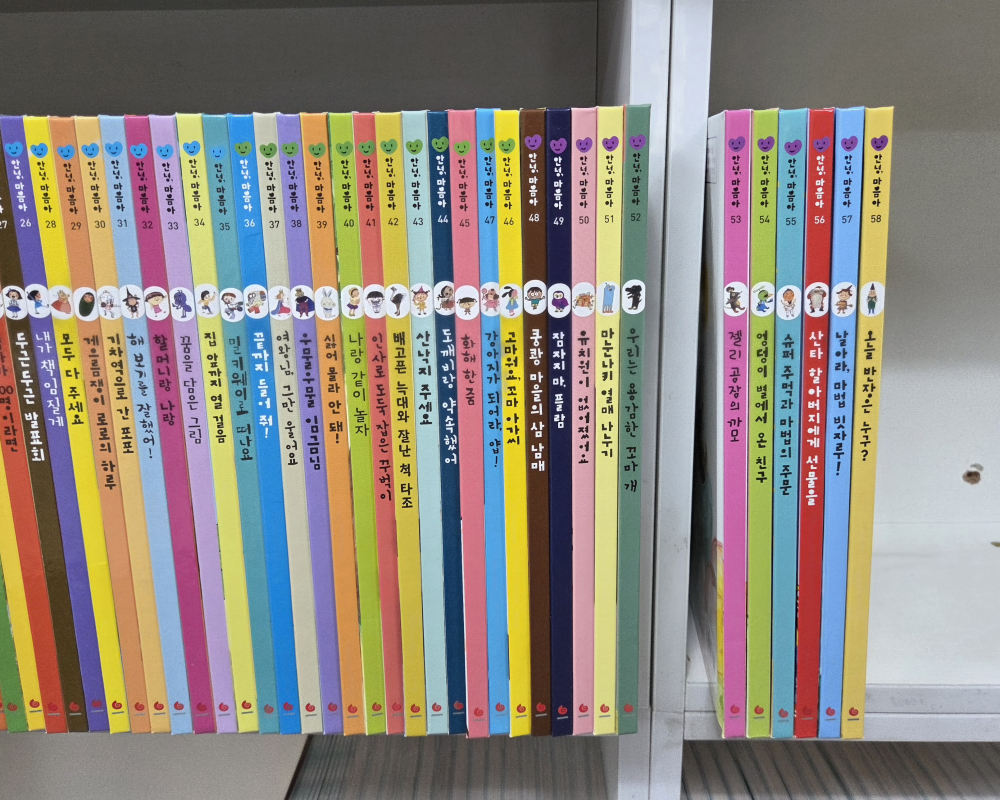 00명이라면
27
두근두근 발표회
안녕, 마음아
26
내가 책임질게
안녕, 마음아
28
모두 다 주세요
안녕, 마음아
29
게으름쟁이 로로의 하루
안녕, 마음아
30
기차역으로 간 포포
안녕, 마음아
31
해 보기를 잘했어!
안녕, 마음아
32
할머니랑 나랑
안녕, 마음아
33
꿈을 담은 그림
안녕, 마음아
34
집 앞까지 열 걸음
안녕, 마음아
35
밀키웨이로 떠나요
안녕, 마음아
36
끝까지 들어 줘!
안녕, 마음아
37
여왕님, 그만 울어요
안녕, 마음아
38
우물우물 임금님
안녕, 마음아
39
싫어 몰라 안 돼!
안녕, 마음아
40
나랑 같이 놀자
안녕, 마음아
41
인사로 도둑 잡은 꾸벅이
안녕, 마음아
42
배고픈 늑대와 잘난 척 타조
안녕, 마음아
43
주세요
안녕, 마음아
44
도깨비랑 약속했어
안녕, 마음아
45
화해 한 줌
안녕, 마음아
47
강아지가 되어라, 얍!
안녕, 마음아
46
고마워요, 꼬마 아가씨
안녕, 마음아
48
쿵쾅 마을의 삼 남매
안녕, 마음아
49
잠자지 마, 플람
안녕, 마음아
50
유치원이 없어졌어요
안녕, 마음아
51
열매 나누기
안녕, 마음아
52
우리는 용감한 꼬마 개
안녕, 마음아
53
젤리 공장의 까모
안녕, 마음아
54
엉덩이 별에서 온 친구
안녕, 마음아
55
슈퍼 주먹과 마법의 주문
안녕, 마음아
56
산타 할아버지에게 선물을
안녕, 마음아
57
날아라, 마법 빗자루!
안녕, 마음아
58
오늘 반장은 누구?